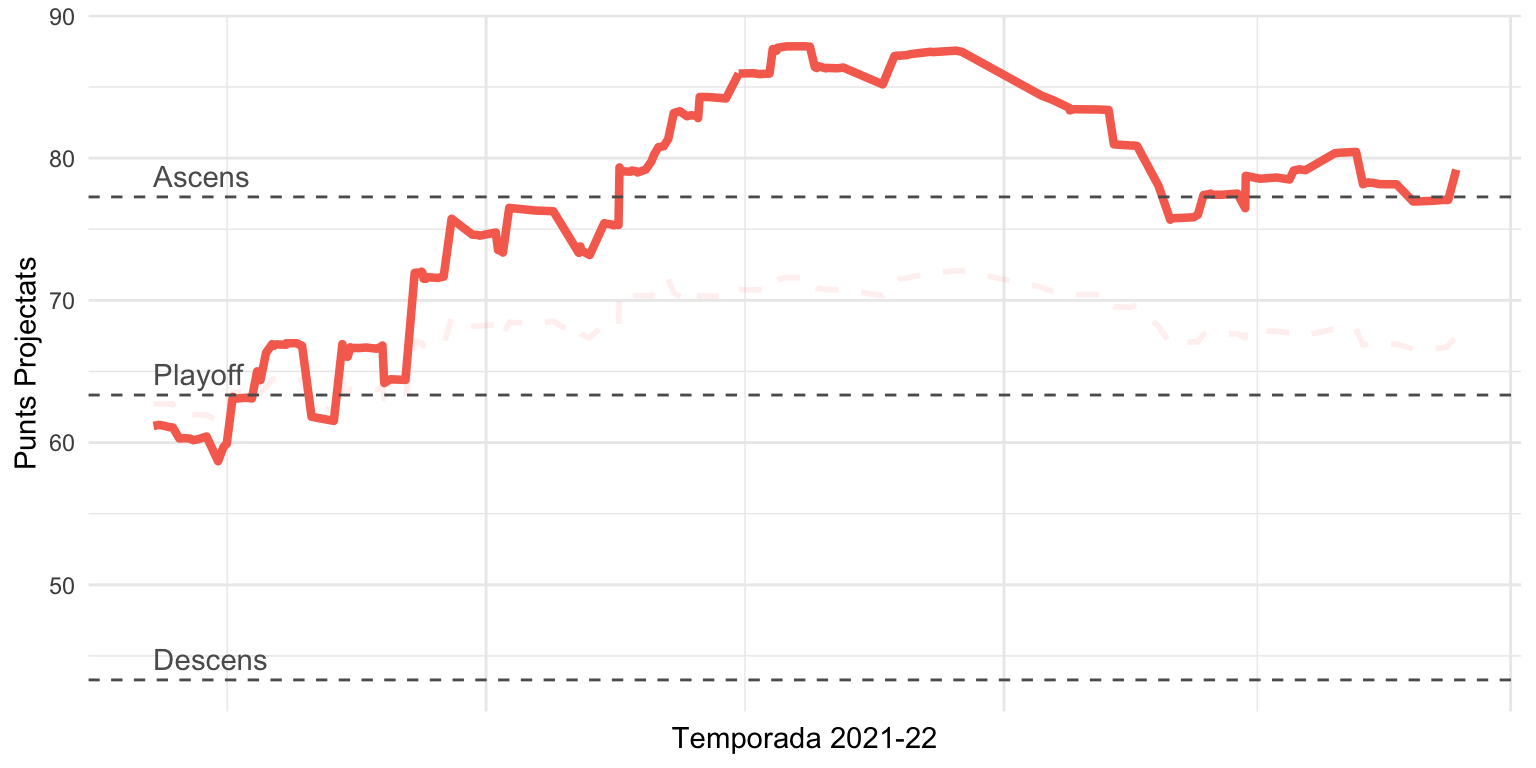 90
80
70
60
50
Punts Projectats
Ascens
Playoff
Descens
Temporada 2021-22